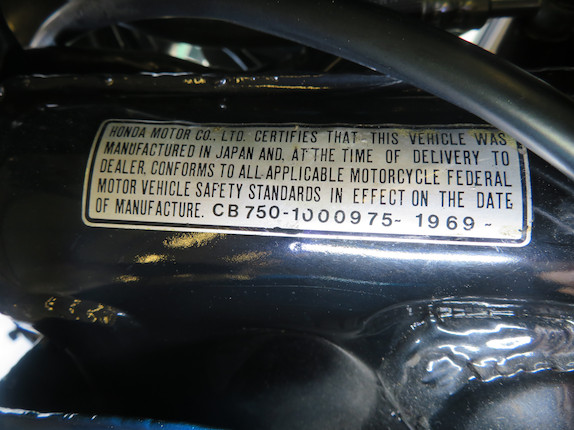 HONDA MOTOR CO., LTD. CERTIFIES THAT THIS VEHICLE WAS
MANUFACTURED IN JAPAN AND, AT THE TIME OF DELIVERY TO
DEALER, CONFORMS TO ALL APPLICABLE MOTORCYCLE FEDERAL
MOTOR VEHICLE SAFETY STANDARDS IN EFFECT ON THE DATE
OF MANUFACTURE. CB750-1000975- 1969 -